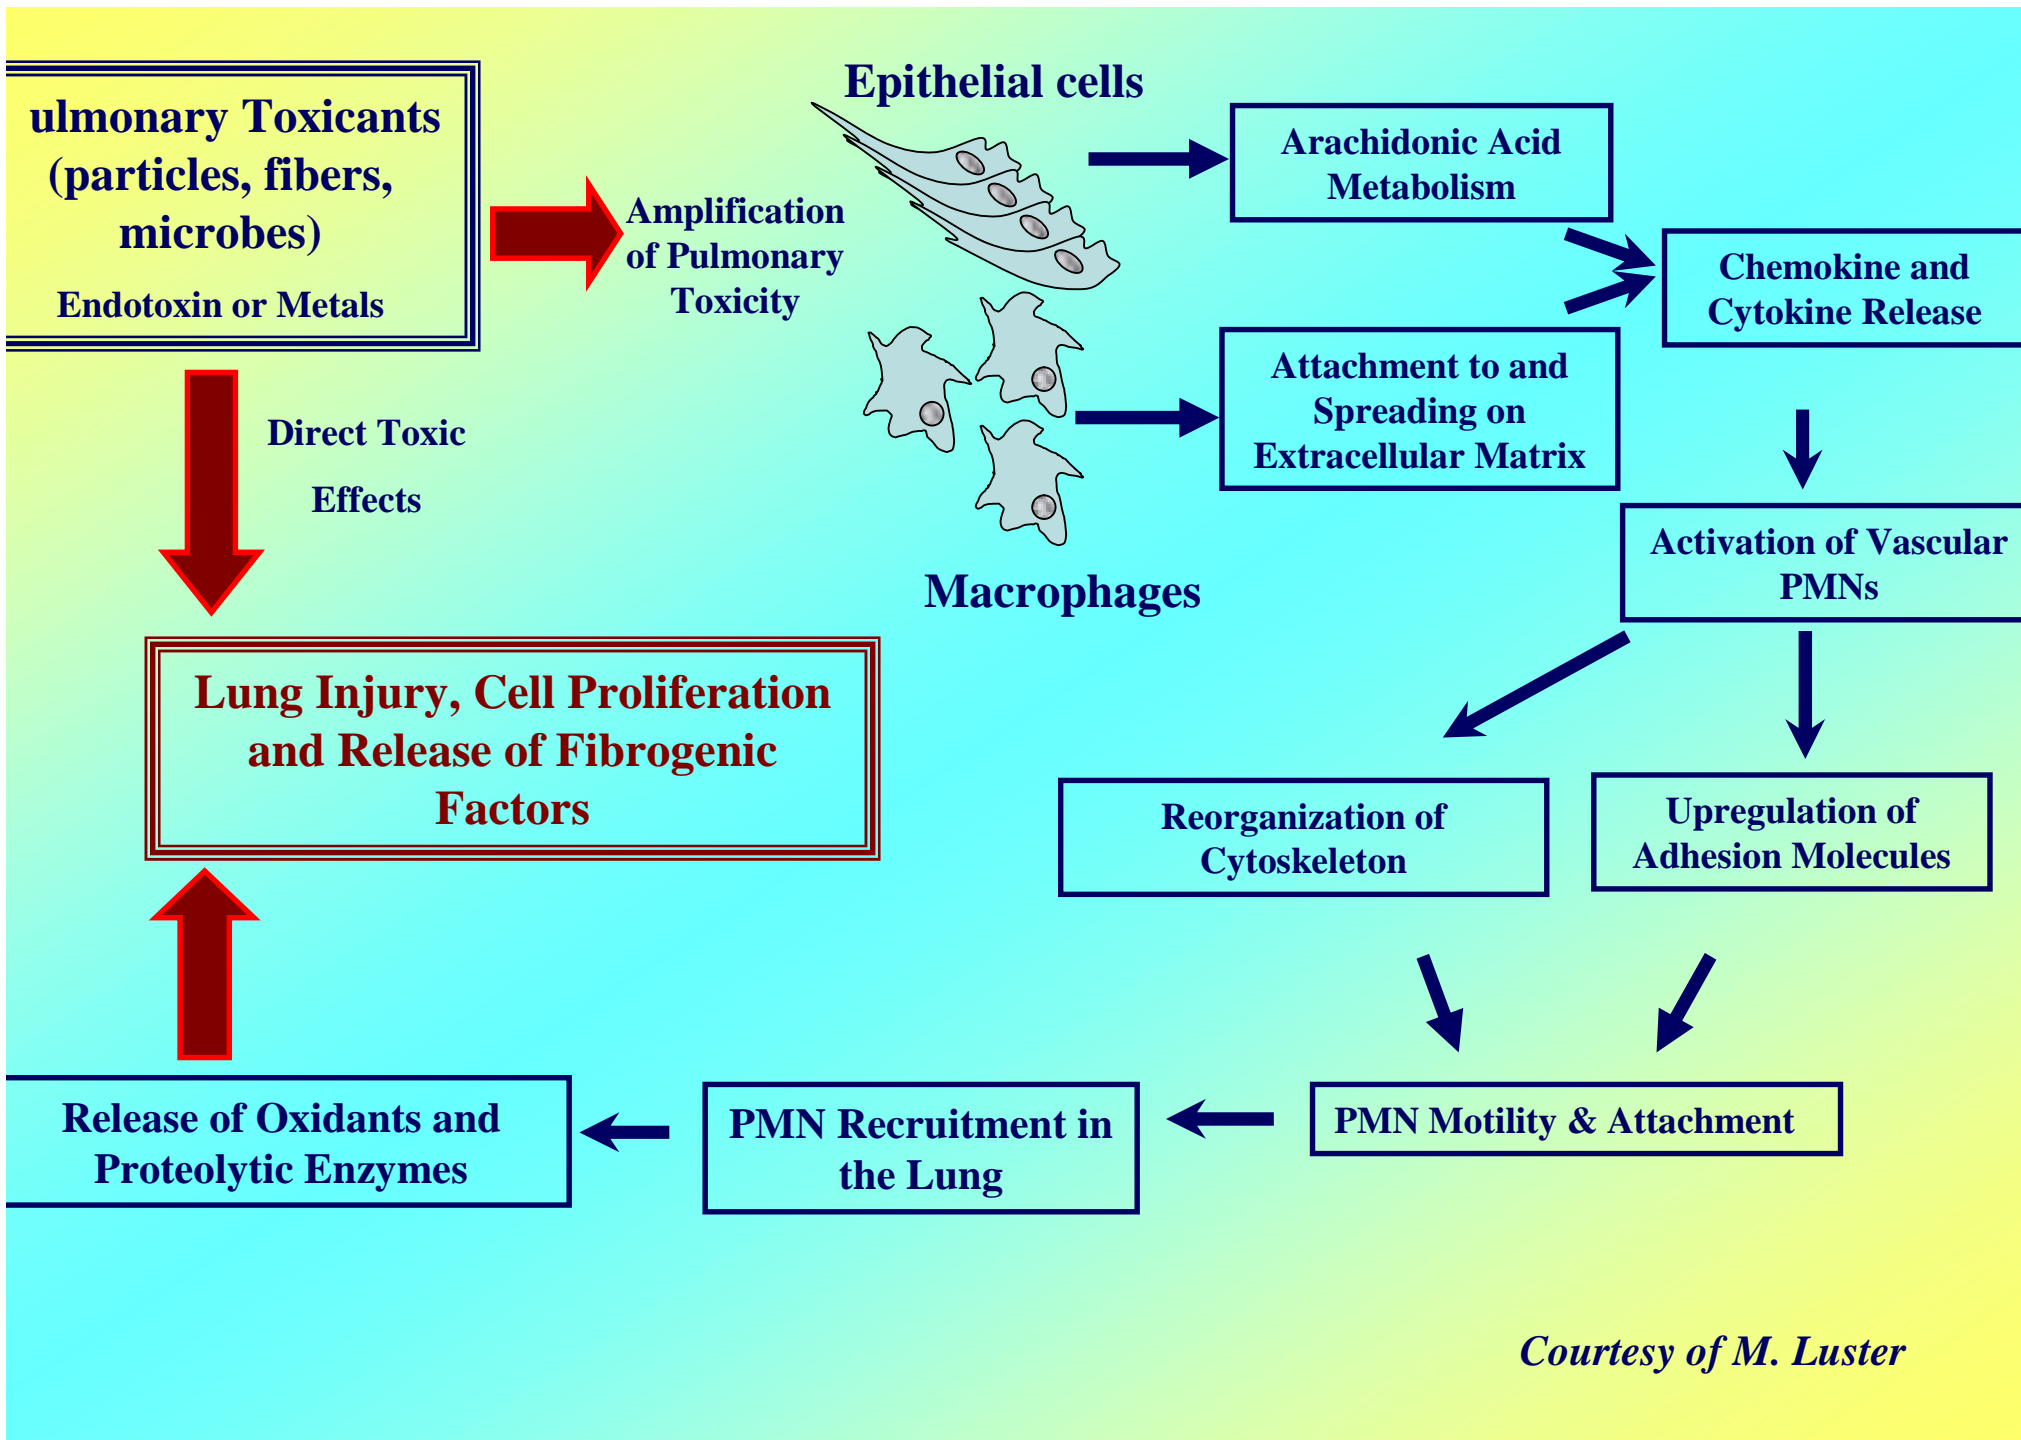 ulmonary Toxicants
(particles, fibers,
microbes)
Endotoxin or Metals
Amplification
of Pulmonary
Toxicity
Epithelial cells
Macrophages
Arachidonic Acid
Metabolism
Attachment to and
Spreading on
Extracellular Matrix
Chemokine and
Cytokine Release
Activation of Vascular
PMNs
Direct Toxic
Effects
Lung Injury, Cell Proliferation
and Release of Fibrogenic
Factors
Reorganization of
Cytoskeleton
Upregulation of
Adhesion Molecules
Release of Oxidants and
Proteolytic Enzymes
PMN Recruitment in
the Lung
PMN Motility & Attachment
Courtesy of M. Luster